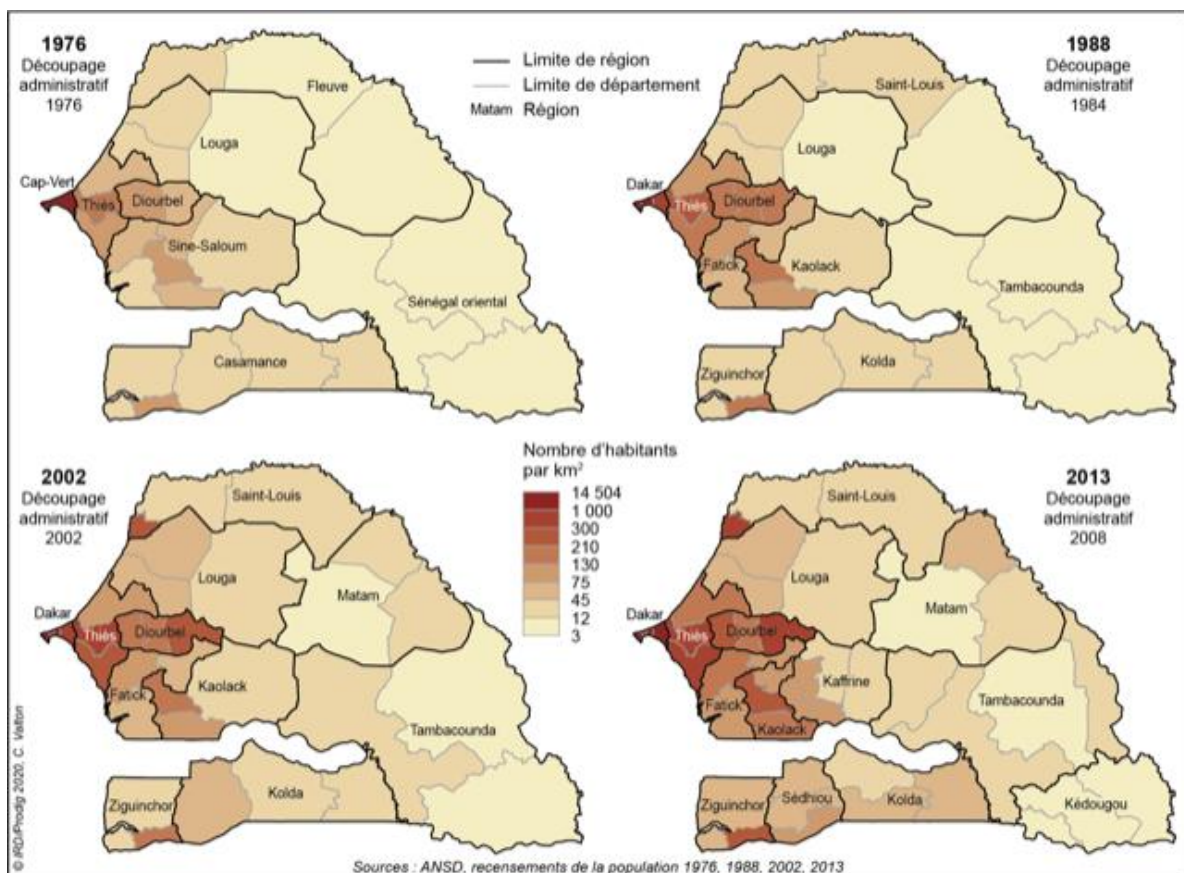 1976
Découpage
administratif
1976
Fleuve
Louga
Cap-Vert
Thiès
Diourbel
Sine-Saloum
Sénégal oriental
Casamance
Limite de région
Limite de département
Matam Région
1988
Découpage
administratif
1984
Saint-Louis
Louga
Dakar
Thiès
Diourbel
Fatick
Kaolack
Tambacounda
Ziguinchor
Kolda
2002
Découpage
administratif
2002
Saint-Louis
Louga
Matam
Dakar
Thiès
Diourbel
Fatick
Kaolack
Tambacounda
Ziguinchor
Kolda
Nombre d'habitants
par km²
14 504
1 000
300
210
130
75
45
12
3
2013
Découpage
administratif
2008
Saint-Louis
Louga
Matam
Dakar
Thiès
Diourbel
Kaffrine
Tambacounda
Fatick
Kaolack
Ziguinchor
Sédhiou
Kolda
Kédougou
© IRD/Prodig 2020, C. Valton
Sources : ANSD, recensements de la population 1976, 1988, 2002, 2013